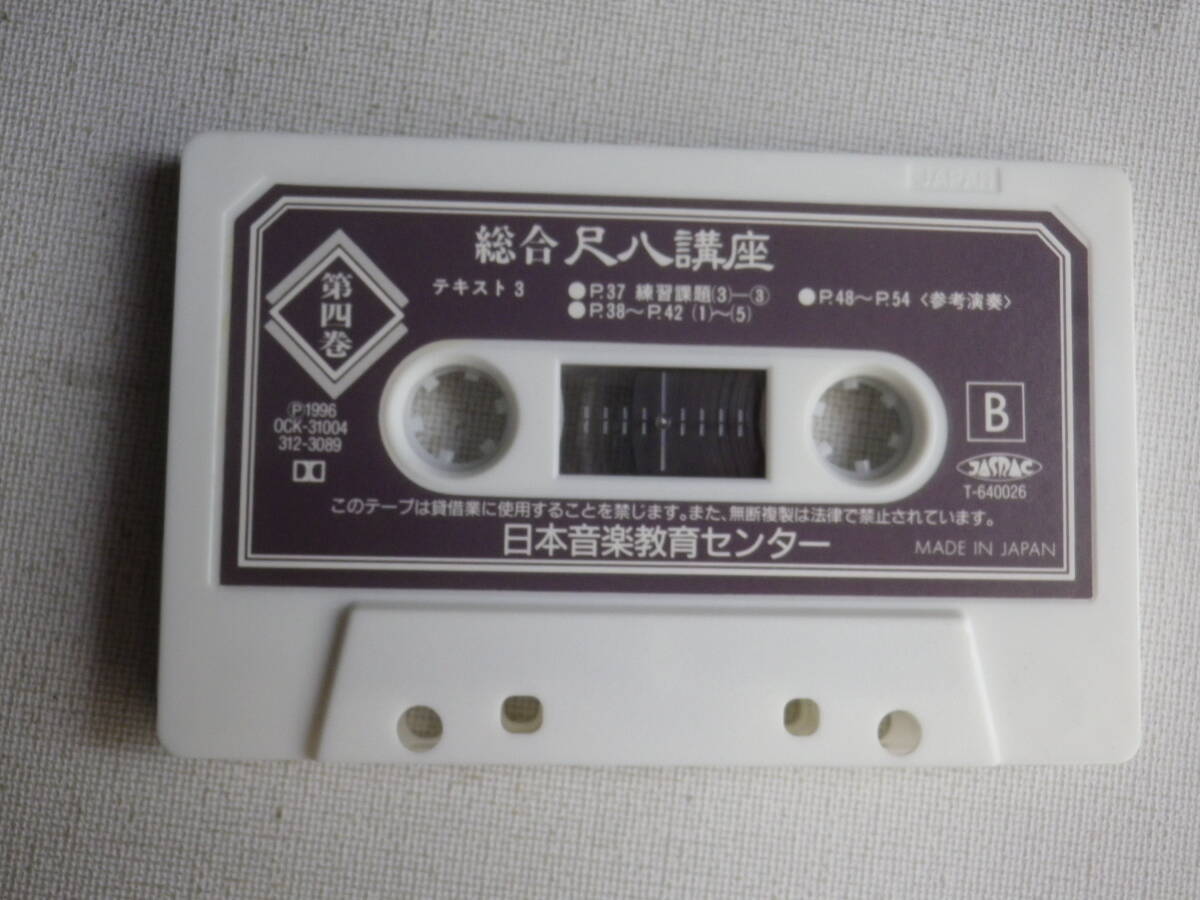 JAPAN
総合 尺八講座
第四巻
テキスト3
●P.37 練習課題(3)―③
●P.38～P.42 (1)～(5)
●P.48～P.54〈参考演奏〉
Ⓟ1996
OCK-31004
312-3089
B
JASRAC
T-640026
このテープは賃借業に使用することを禁じます。また、無断複製は法律で禁止されています。
日本音楽教育センター
MADE IN JAPAN